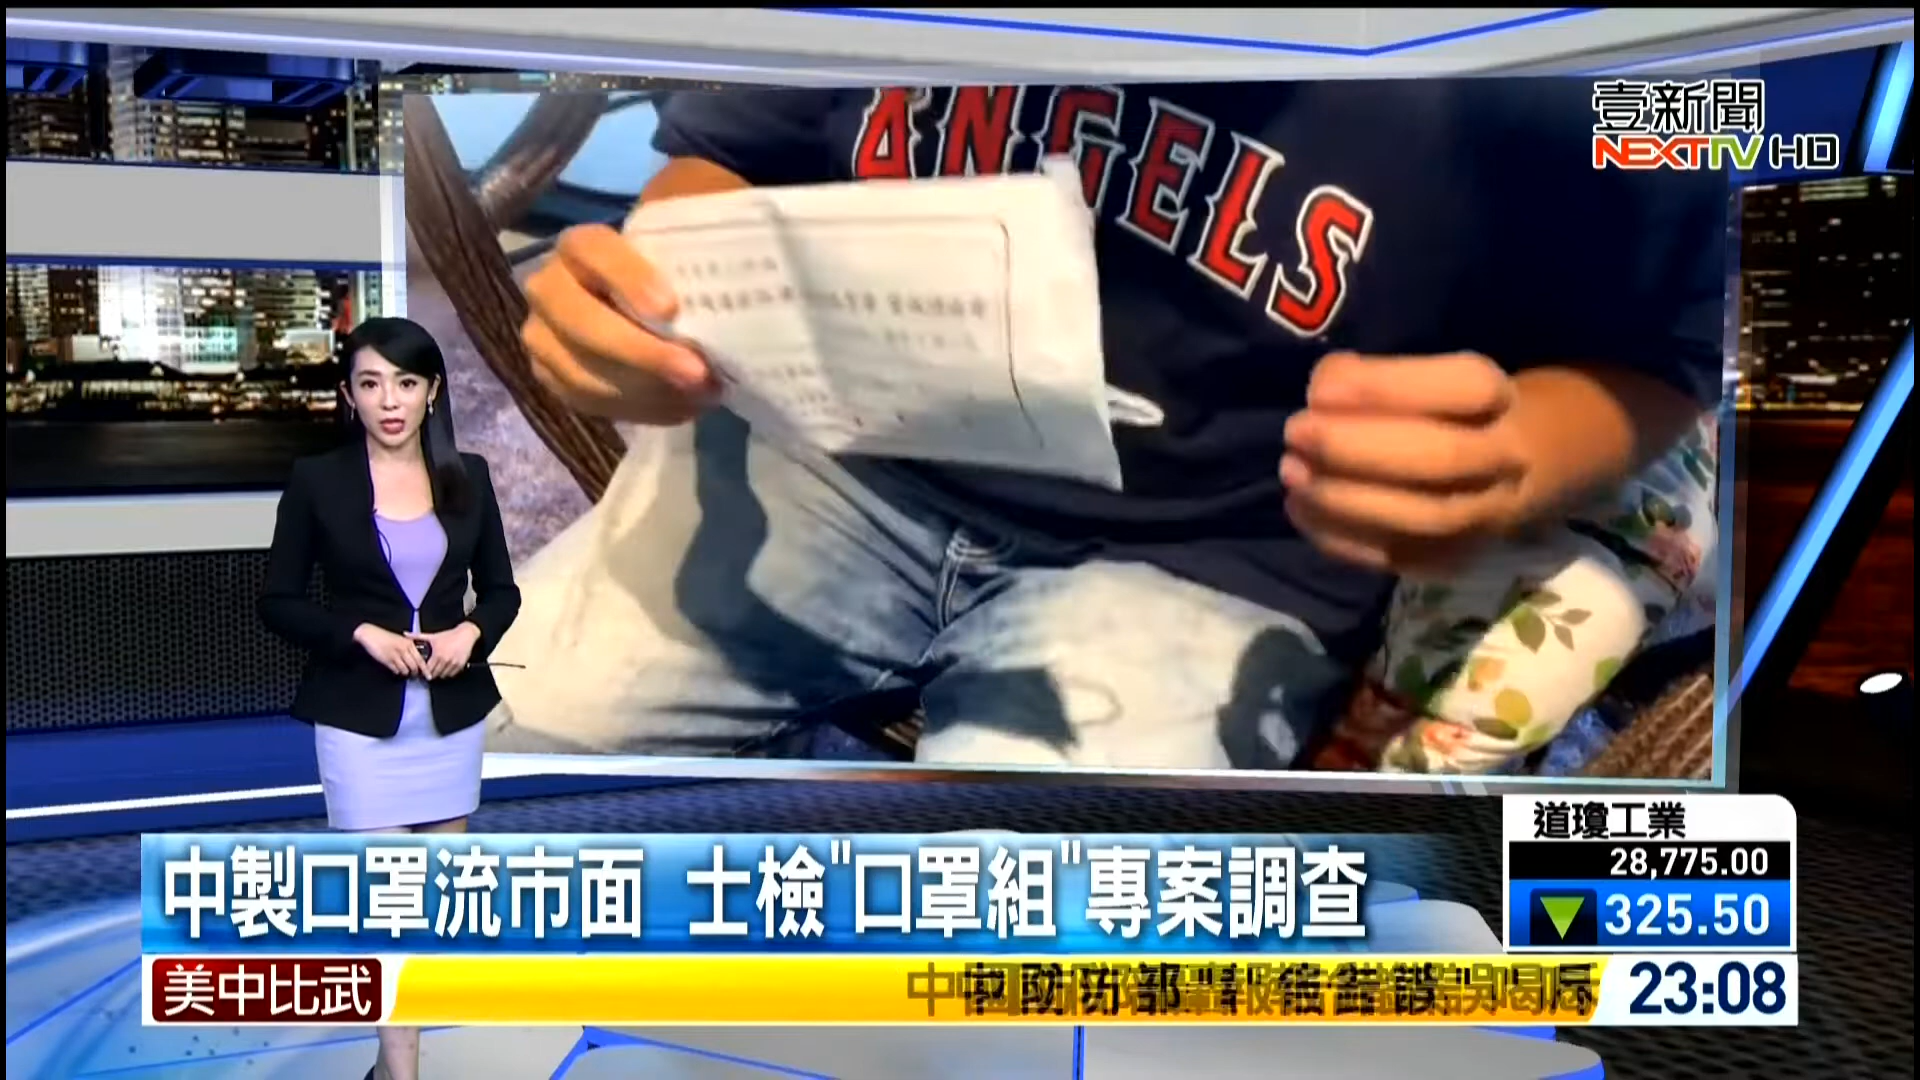 ANGELS
壹新聞
NEXTTV HD
道瓊工業
28,775.00
325.50
中製口罩流市面 士檢"口罩組"專案調查
美中比武
23:08